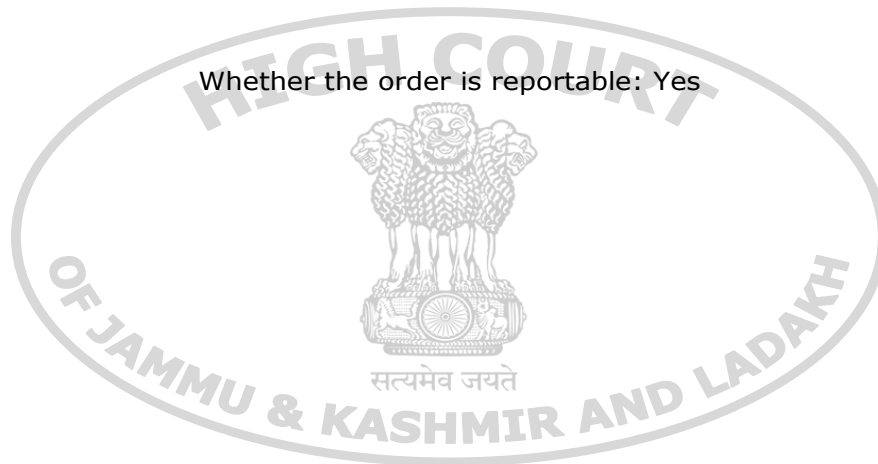 HIGH COURT
Whether the order is reportable: Yes
सत्यमेव जयते
OF JAMMU & KASHMIR AND LADAKH